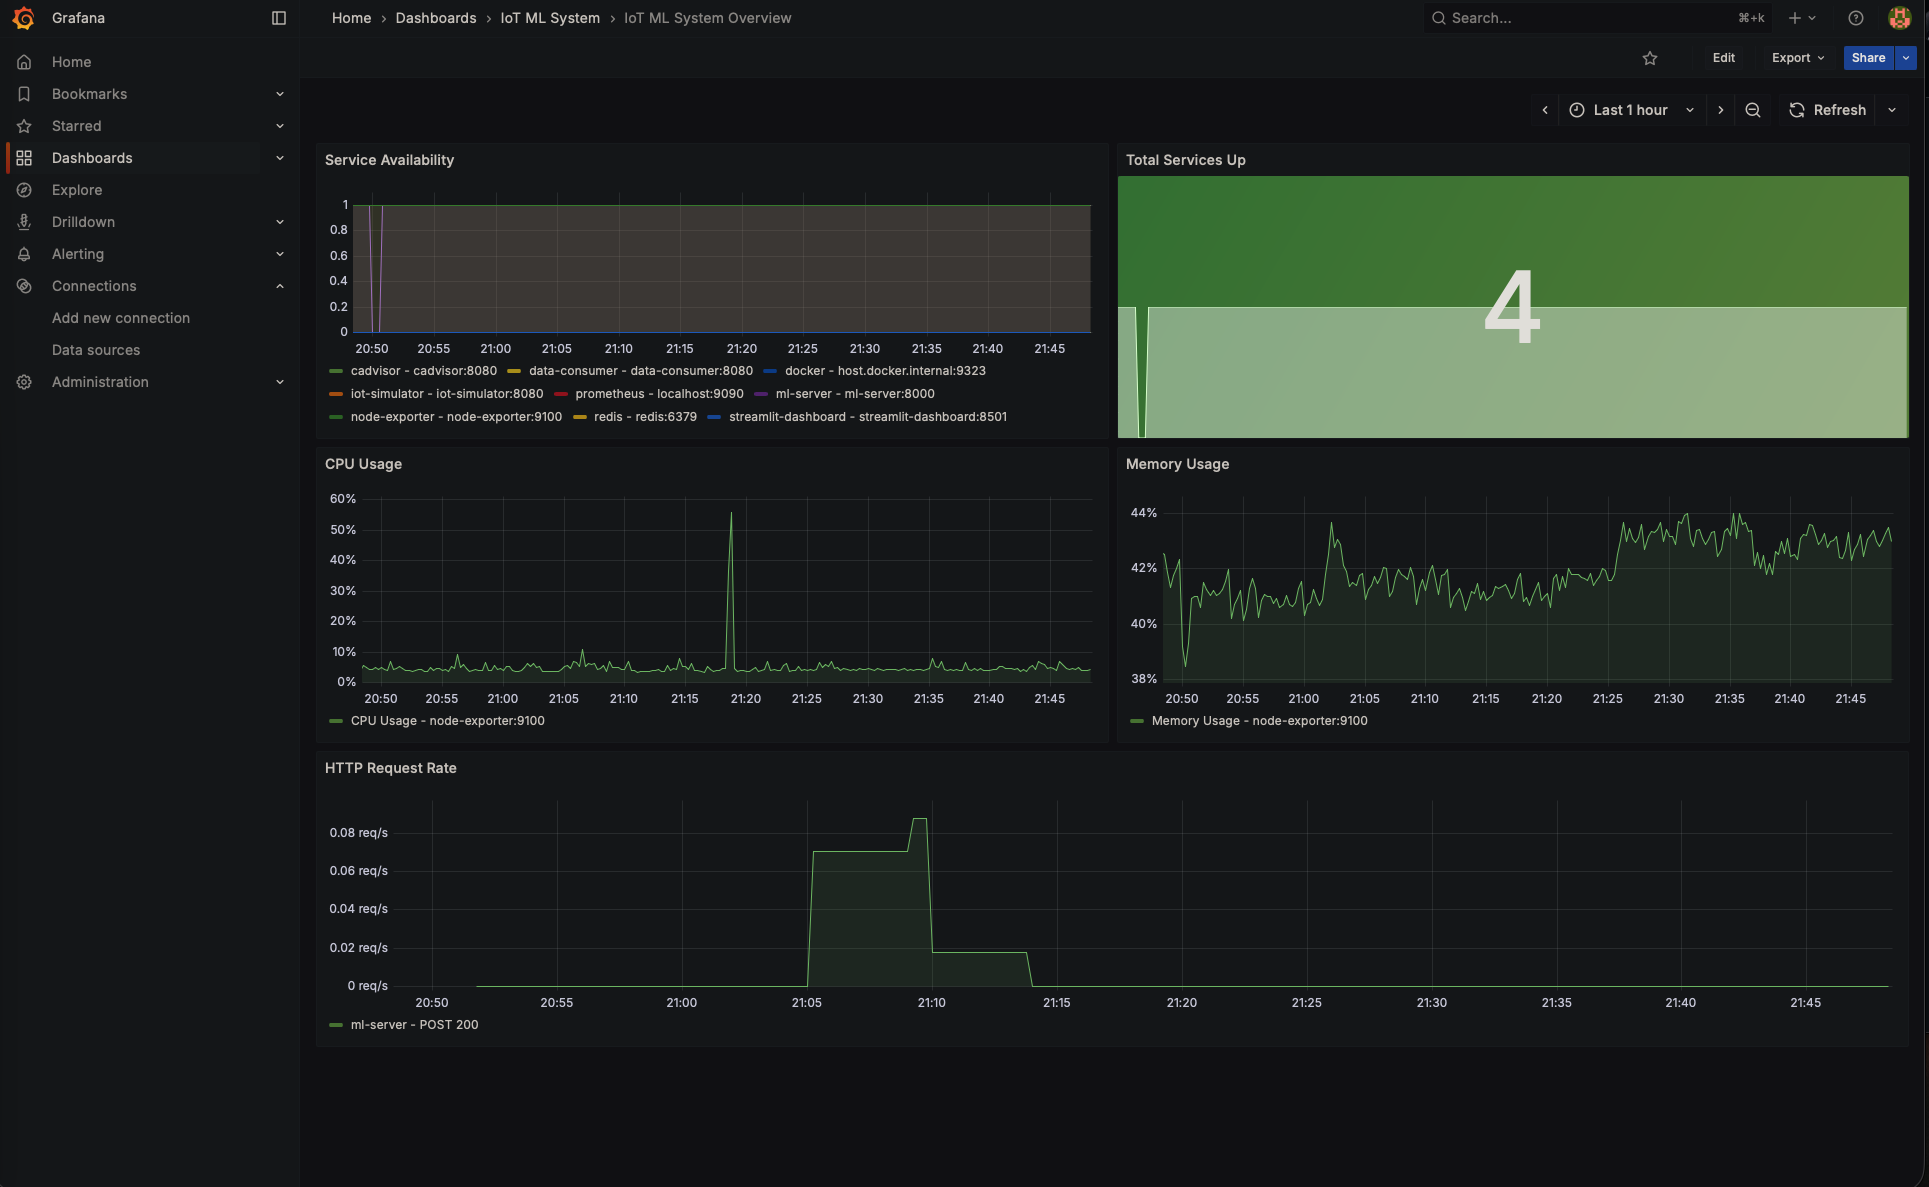 Grafana
Home › Dashboards › IoT ML System › IoT ML System Overview
Search... ⌘+k
Edit Export Share
Home
Bookmarks
Starred
Dashboards
Explore
Drilldown
Alerting
Connections
Add new connection
Data sources
Administration
Last 1 hour Refresh
Service Availability
1
0.8
0.6
0.4
0.2
0
20:50 20:55 21:00 21:05 21:10 21:15 21:20 21:25 21:30 21:35 21:40 21:45
cadvisor - cadvisor:8080 data-consumer - data-consumer:8080 docker - host.docker.internal:9323
iot-simulator - iot-simulator:8080 prometheus - localhost:9090 ml-server - ml-server:8000
node-exporter - node-exporter:9100 redis - redis:6379 streamlit-dashboard - streamlit-dashboard:8501
Total Services Up
4
CPU Usage
60%
50%
40%
30%
20%
10%
0%
20:50 20:55 21:00 21:05 21:10 21:15 21:20 21:25 21:30 21:35 21:40 21:45
CPU Usage - node-exporter:9100
Memory Usage
44%
42%
40%
38%
20:50 20:55 21:00 21:05 21:10 21:15 21:20 21:25 21:30 21:35 21:40 21:45
Memory Usage - node-exporter:9100
HTTP Request Rate
0.08 req/s
0.06 req/s
0.04 req/s
0.02 req/s
0 req/s
20:50 20:55 21:00 21:05 21:10 21:15 21:20 21:25 21:30 21:35 21:40 21:45
ml-server - POST 200